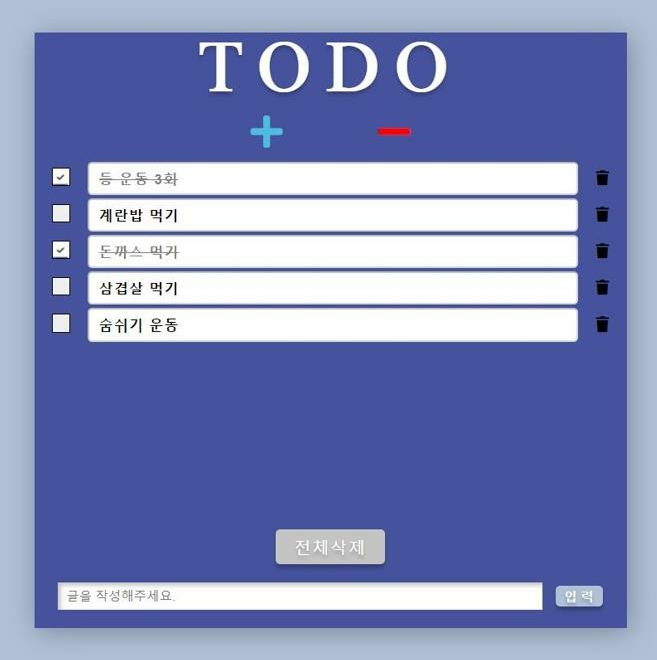 TODO
등 운동 3화
계란밥 먹기
돈까스 먹기
삼겹살 먹기
숨쉬기 운동
전체삭제
글을 작성해주세요.
입력